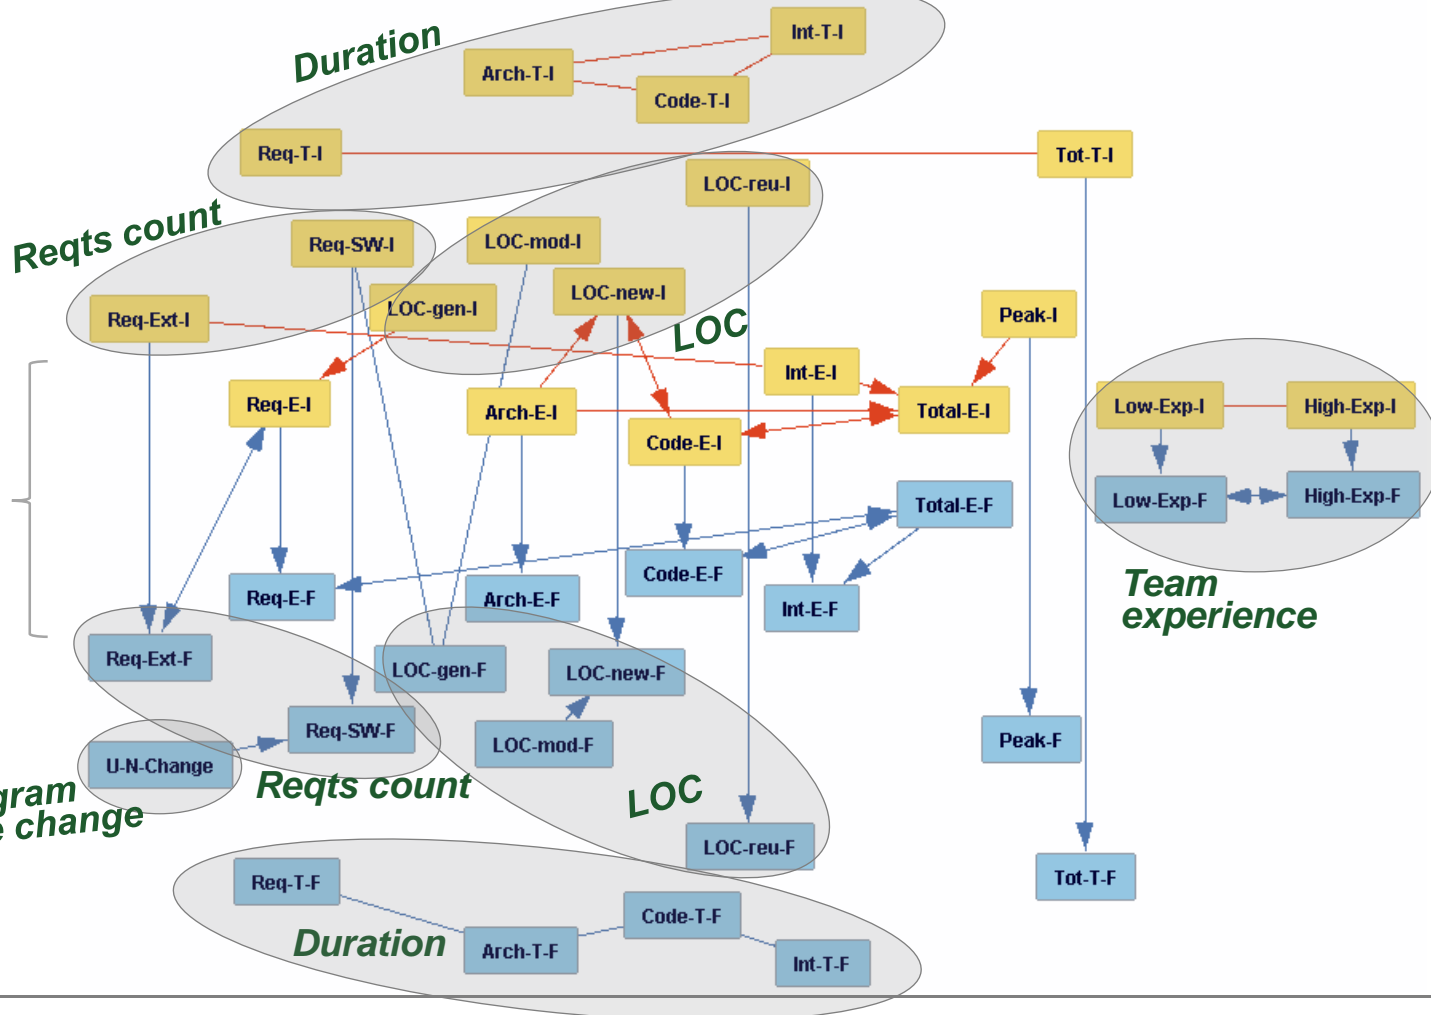 Duration
Int-T-I
Arch-T-I
Code-T-I
Req-T-I
Tot-T-I
LOC-reu-I
Reqts count
Req-SW-I
LOC-mod-I
LOC-new-I
LOC-gen-I
Req-Ext-I
Peak-I
LOC
Int-E-I
Req-E-I
Arch-E-I
Total-E-I
Low-Exp-I
High-Exp-I
Code-E-I
Low-Exp-F
High-Exp-F
Total-E-F
Code-E-F
Req-E-F
Arch-E-F
Int-E-F
Team
experience
Req-Ext-F
LOC-gen-F
LOC-new-F
Req-SW-F
LOC-mod-F
Peak-F
U-N-Change
Reqts count
gram
e change
LOC
LOC-reu-F
Req-T-F
Tot-T-F
Code-T-F
Duration
Arch-T-F
Int-T-F